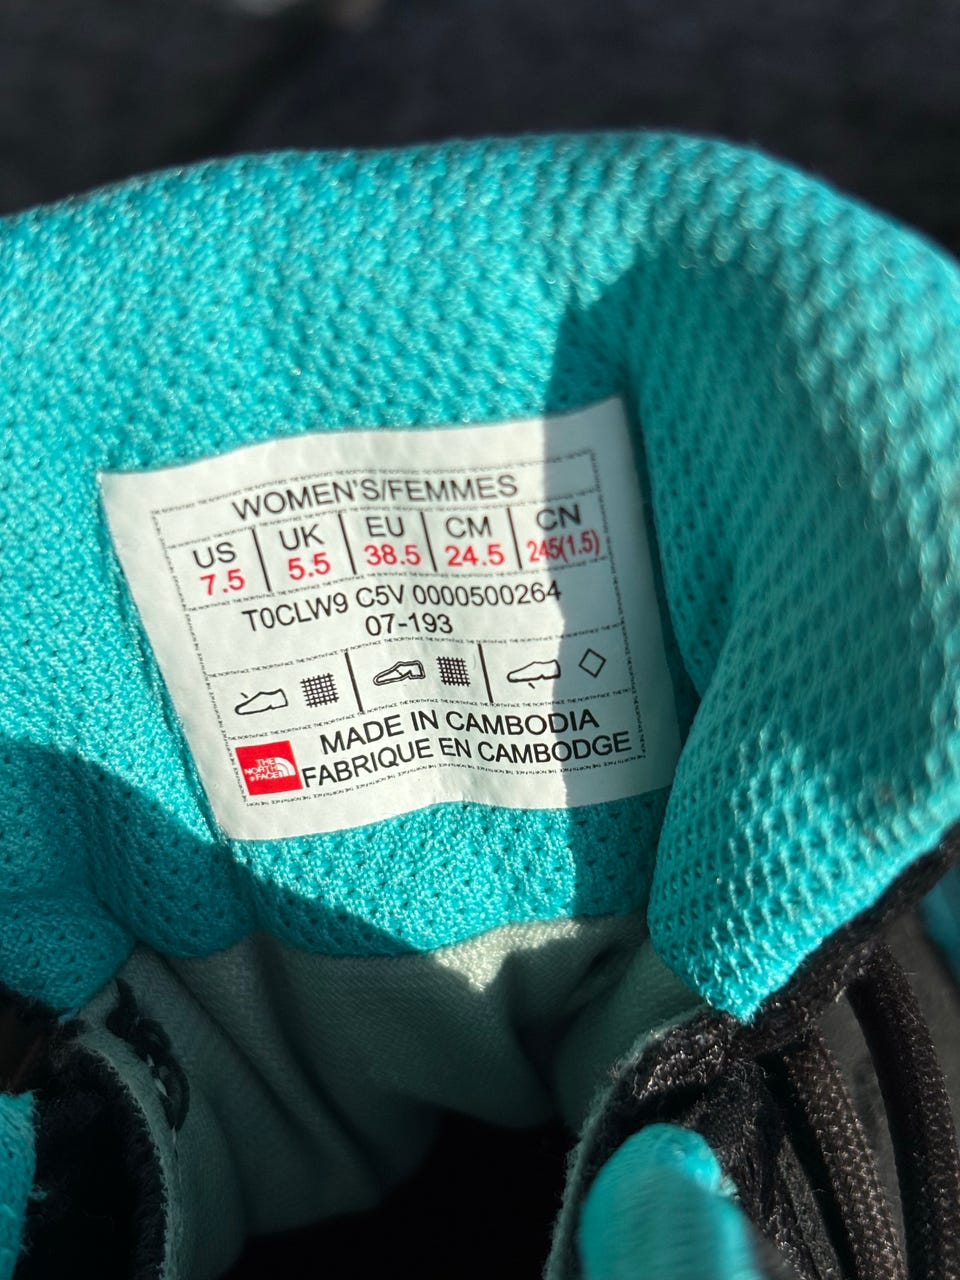 WOMEN'S/FEMMES
US UK EU CM CN
7.5 5.5 38.5 24.5 245(1.5)
T0CLW9 C5V 0000500264
07-193
MADE IN CAMBODIA
FABRIQUE EN CAMBODGE
THE
NORTH
FACE